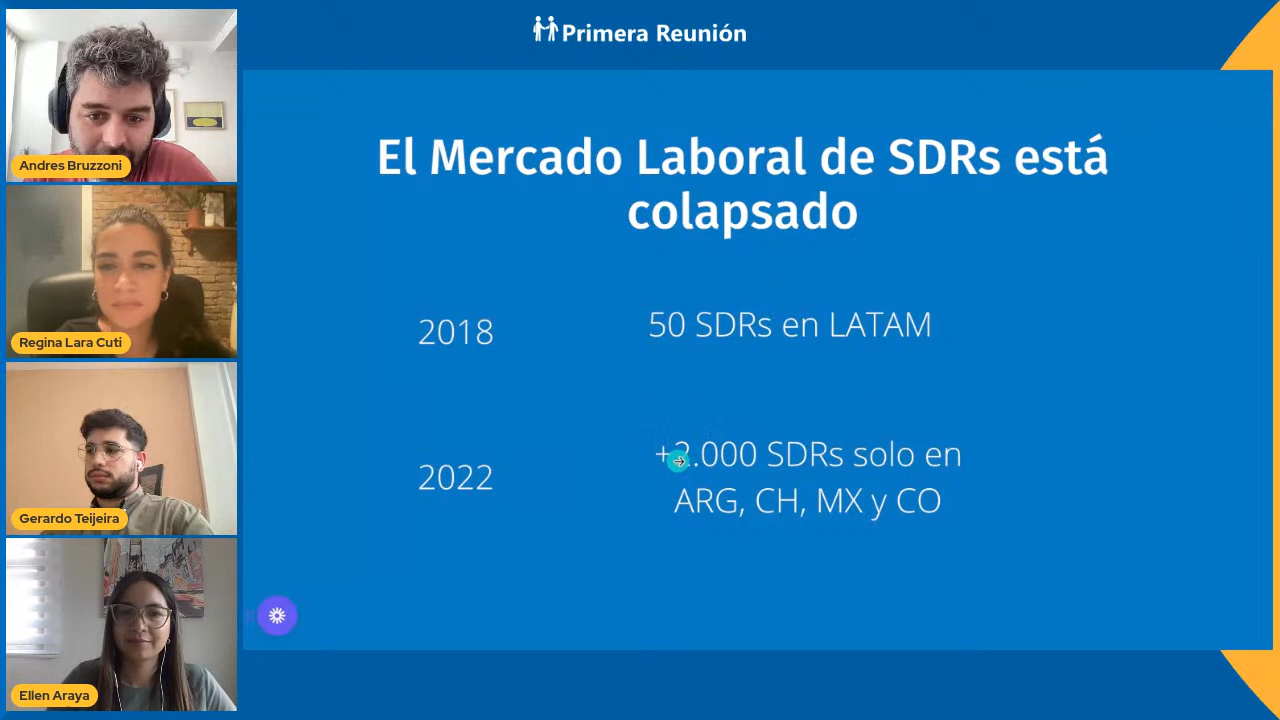 Primera Reunión
El Mercado Laboral de SDRs está
colapsado
2018
50 SDRs en LATAM
2022
+2.000 SDRs solo en
ARG, CH, MX y CO
Andres Bruzzoni
Regina Lara Cuti
Gerardo Teijeira
Ellen Araya